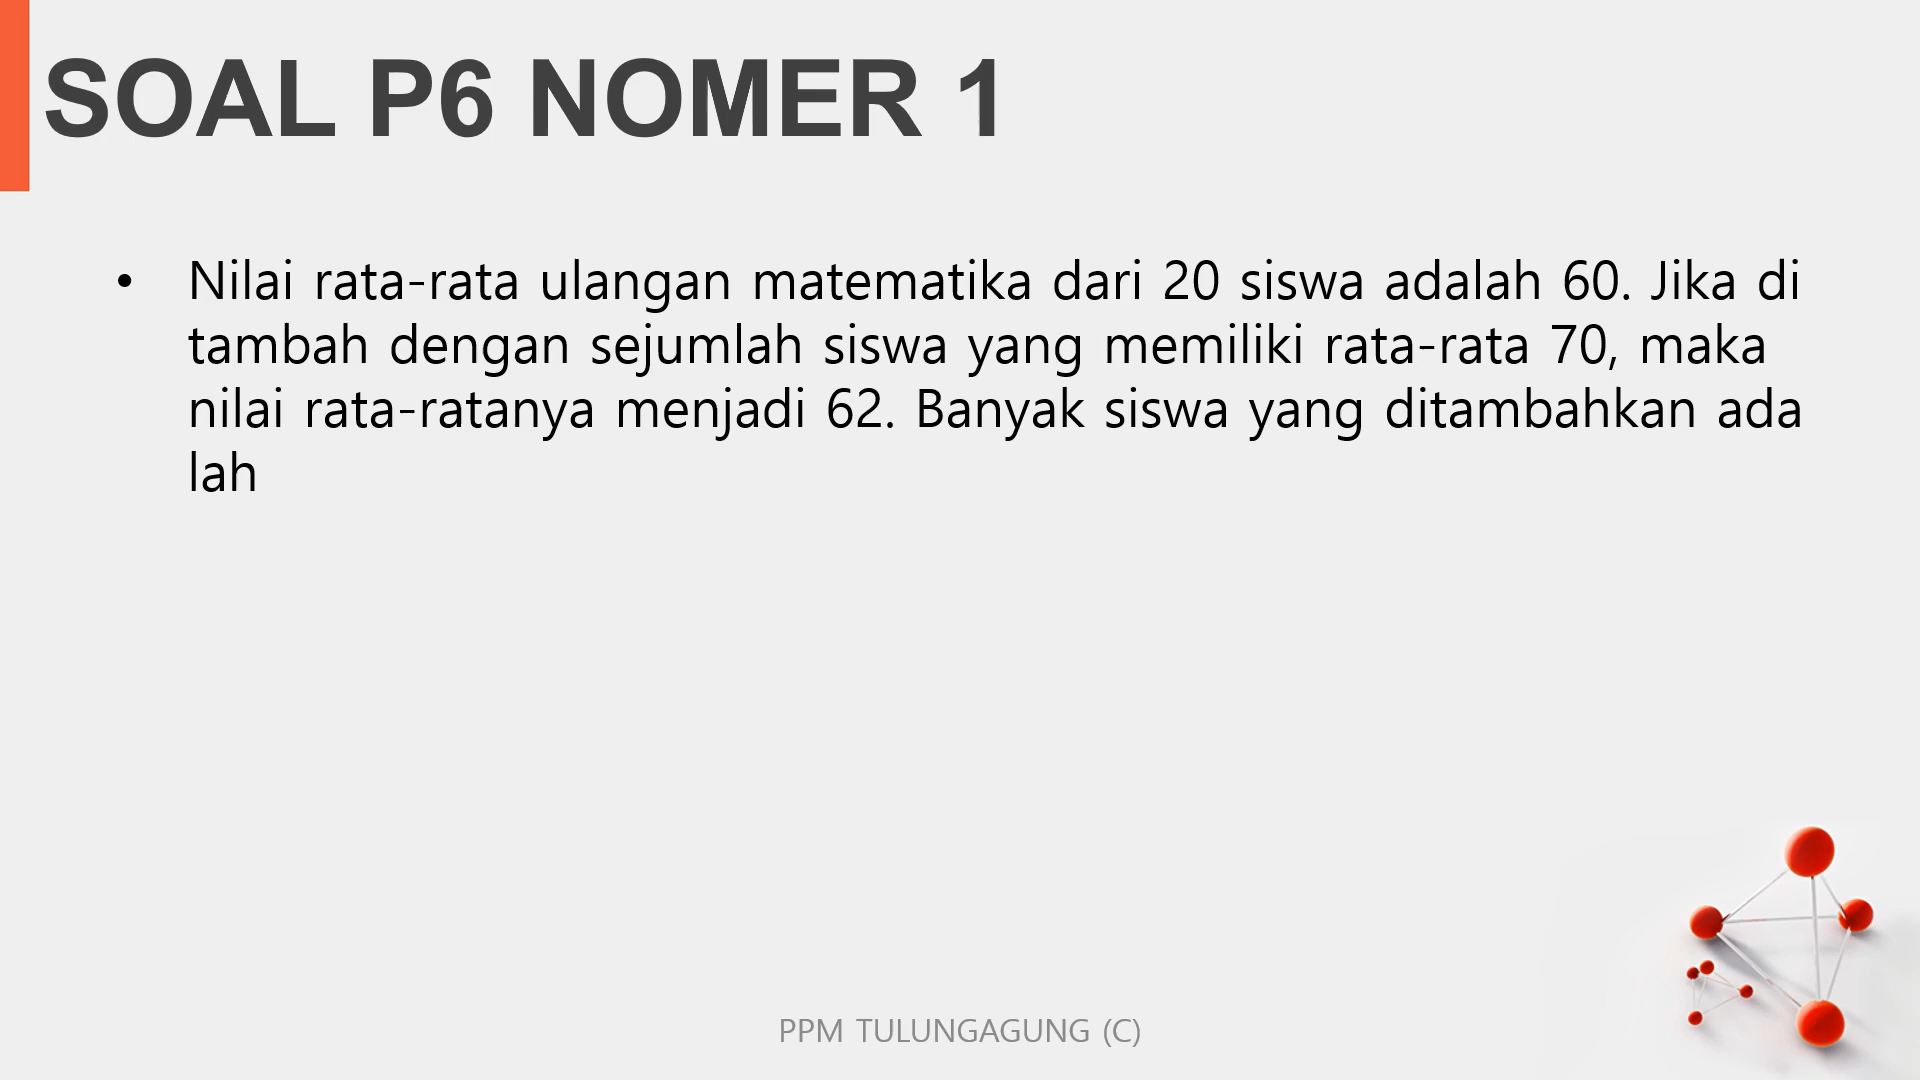 SOAL P6 NOMER 1
• Nilai rata-rata ulangan matematika dari 20 siswa adalah 60. Jika di
tambah dengan sejumlah siswa yang memiliki rata-rata 70, maka
nilai rata-ratanya menjadi 62. Banyak siswa yang ditambahkan ada
lah
PPM TULUNGAGUNG (C)